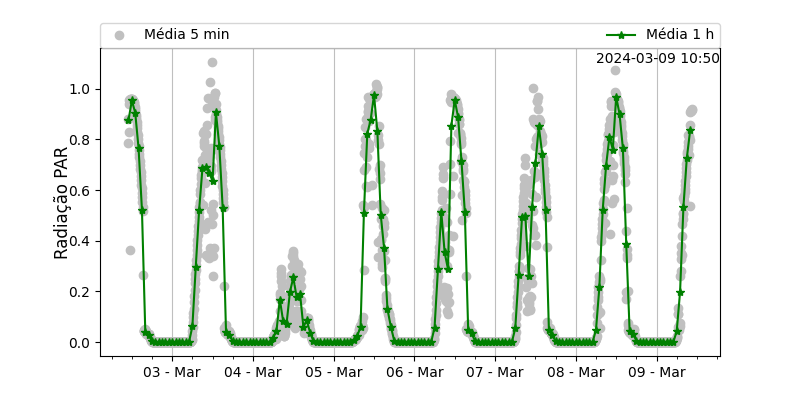 Média 5 min
Média 1 h
2024-03-09 10:50
Radiação PAR
1.0
0.8
0.6
0.4
0.2
0.0
03 - Mar
04 - Mar
05 - Mar
06 - Mar
07 - Mar
08 - Mar
09 - Mar